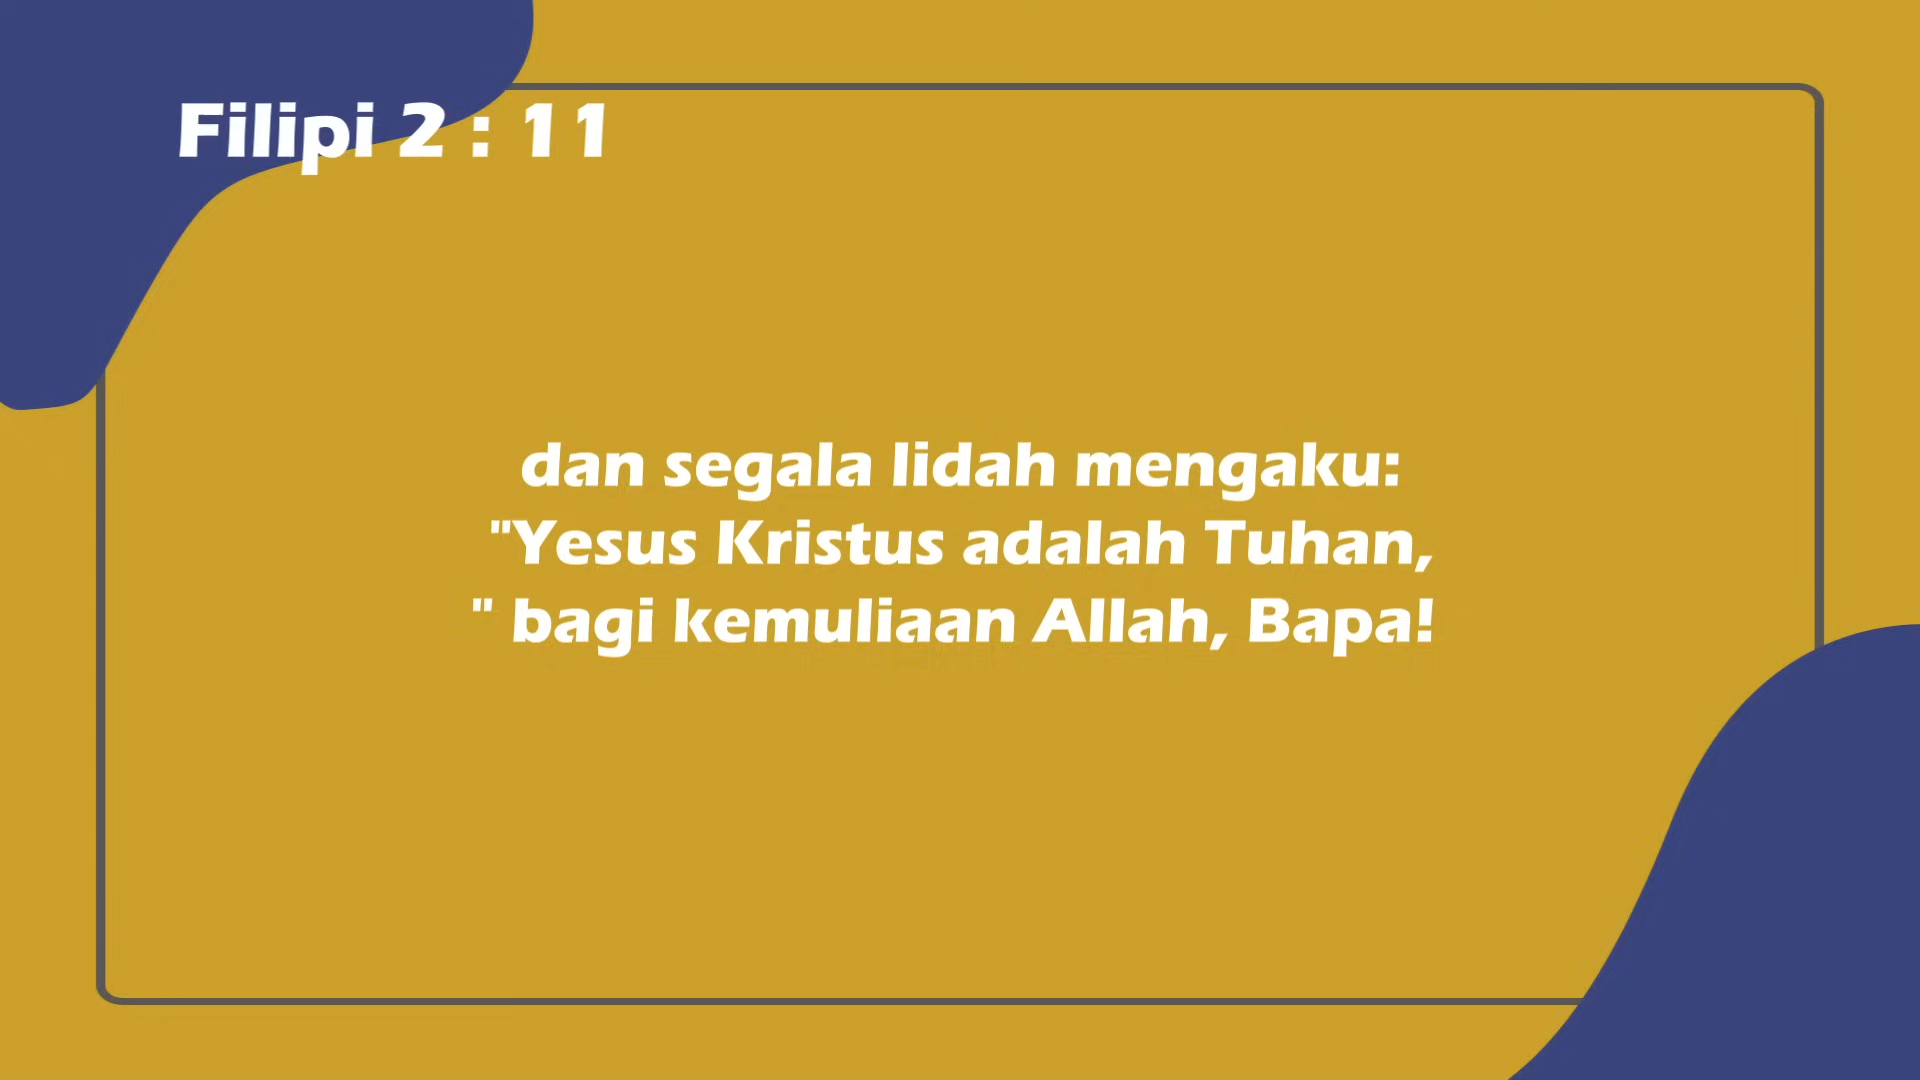 Filipi 2 : 11
dan segala lidah mengaku:
"Yesus Kristus adalah Tuhan,
" bagi kemuliaan Allah, Bapa!